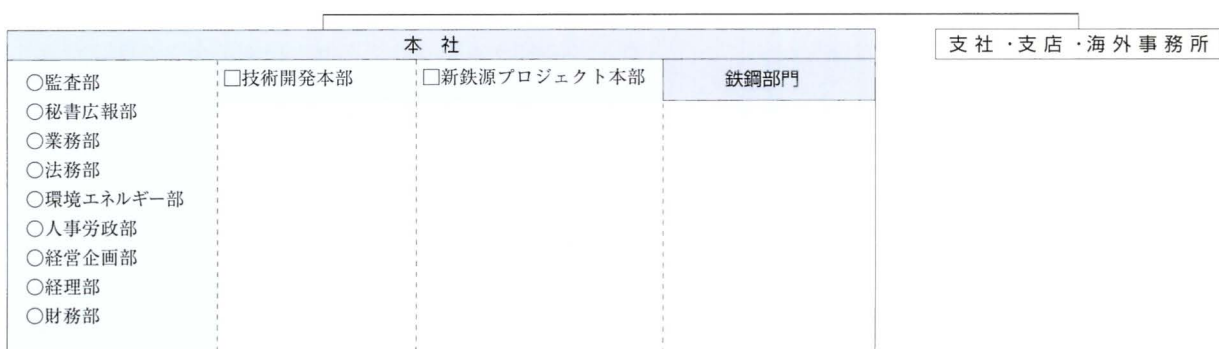 本 社
支社・支店・海外事務所
○監査部
○秘書広報部
○業務部
○法務部
○環境エネルギー部
○人事労政部
○経営企画部
○経理部
○財務部
□技術開発本部
□新鉄源プロジェクト本部
鉄鋼部門